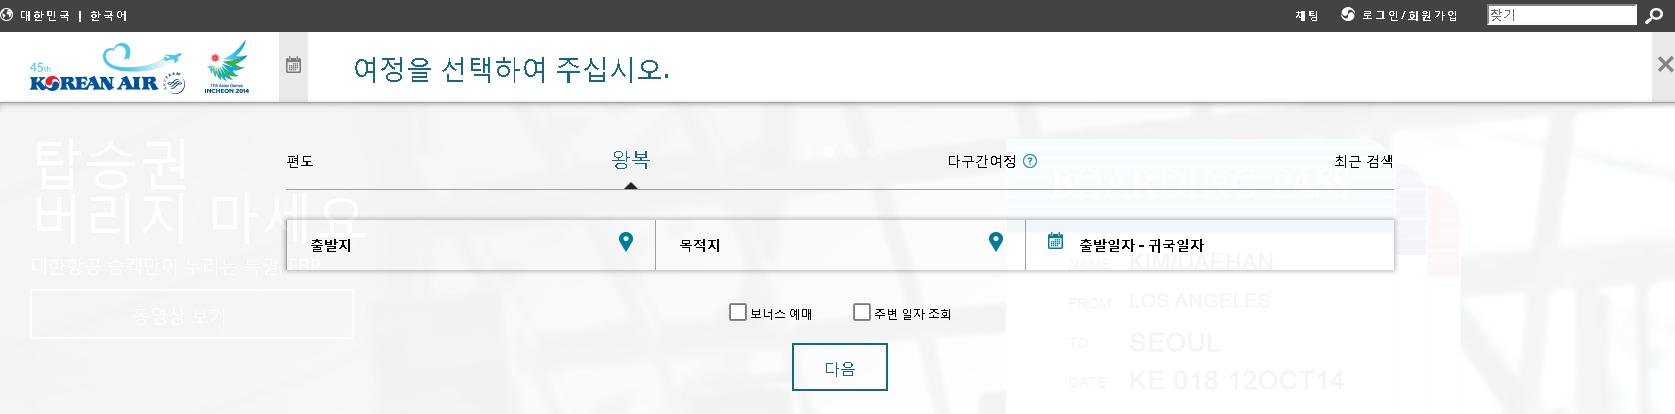 대한민국 | 한국어
채팅
로그인/회원가입
찾기
45th
KOREAN AIR
17th Asian Games
INCHEON 2014
여정을 선택하여 주십시오.
편도
왕복
다구간여정 ?
최근 검색
탑승권
버리지 마세요
대한항공 승객만이 누리는 특권, EBP
동영상 보기
출발지
목적지
출발일자 - 귀국일자
보너스 예매
주변 일자 조회
다음
BOARDING PASS
NAME KIM/DAEHAN
FROM LOS ANGELES
TO SEOUL
DATE KE 018 12OCT14